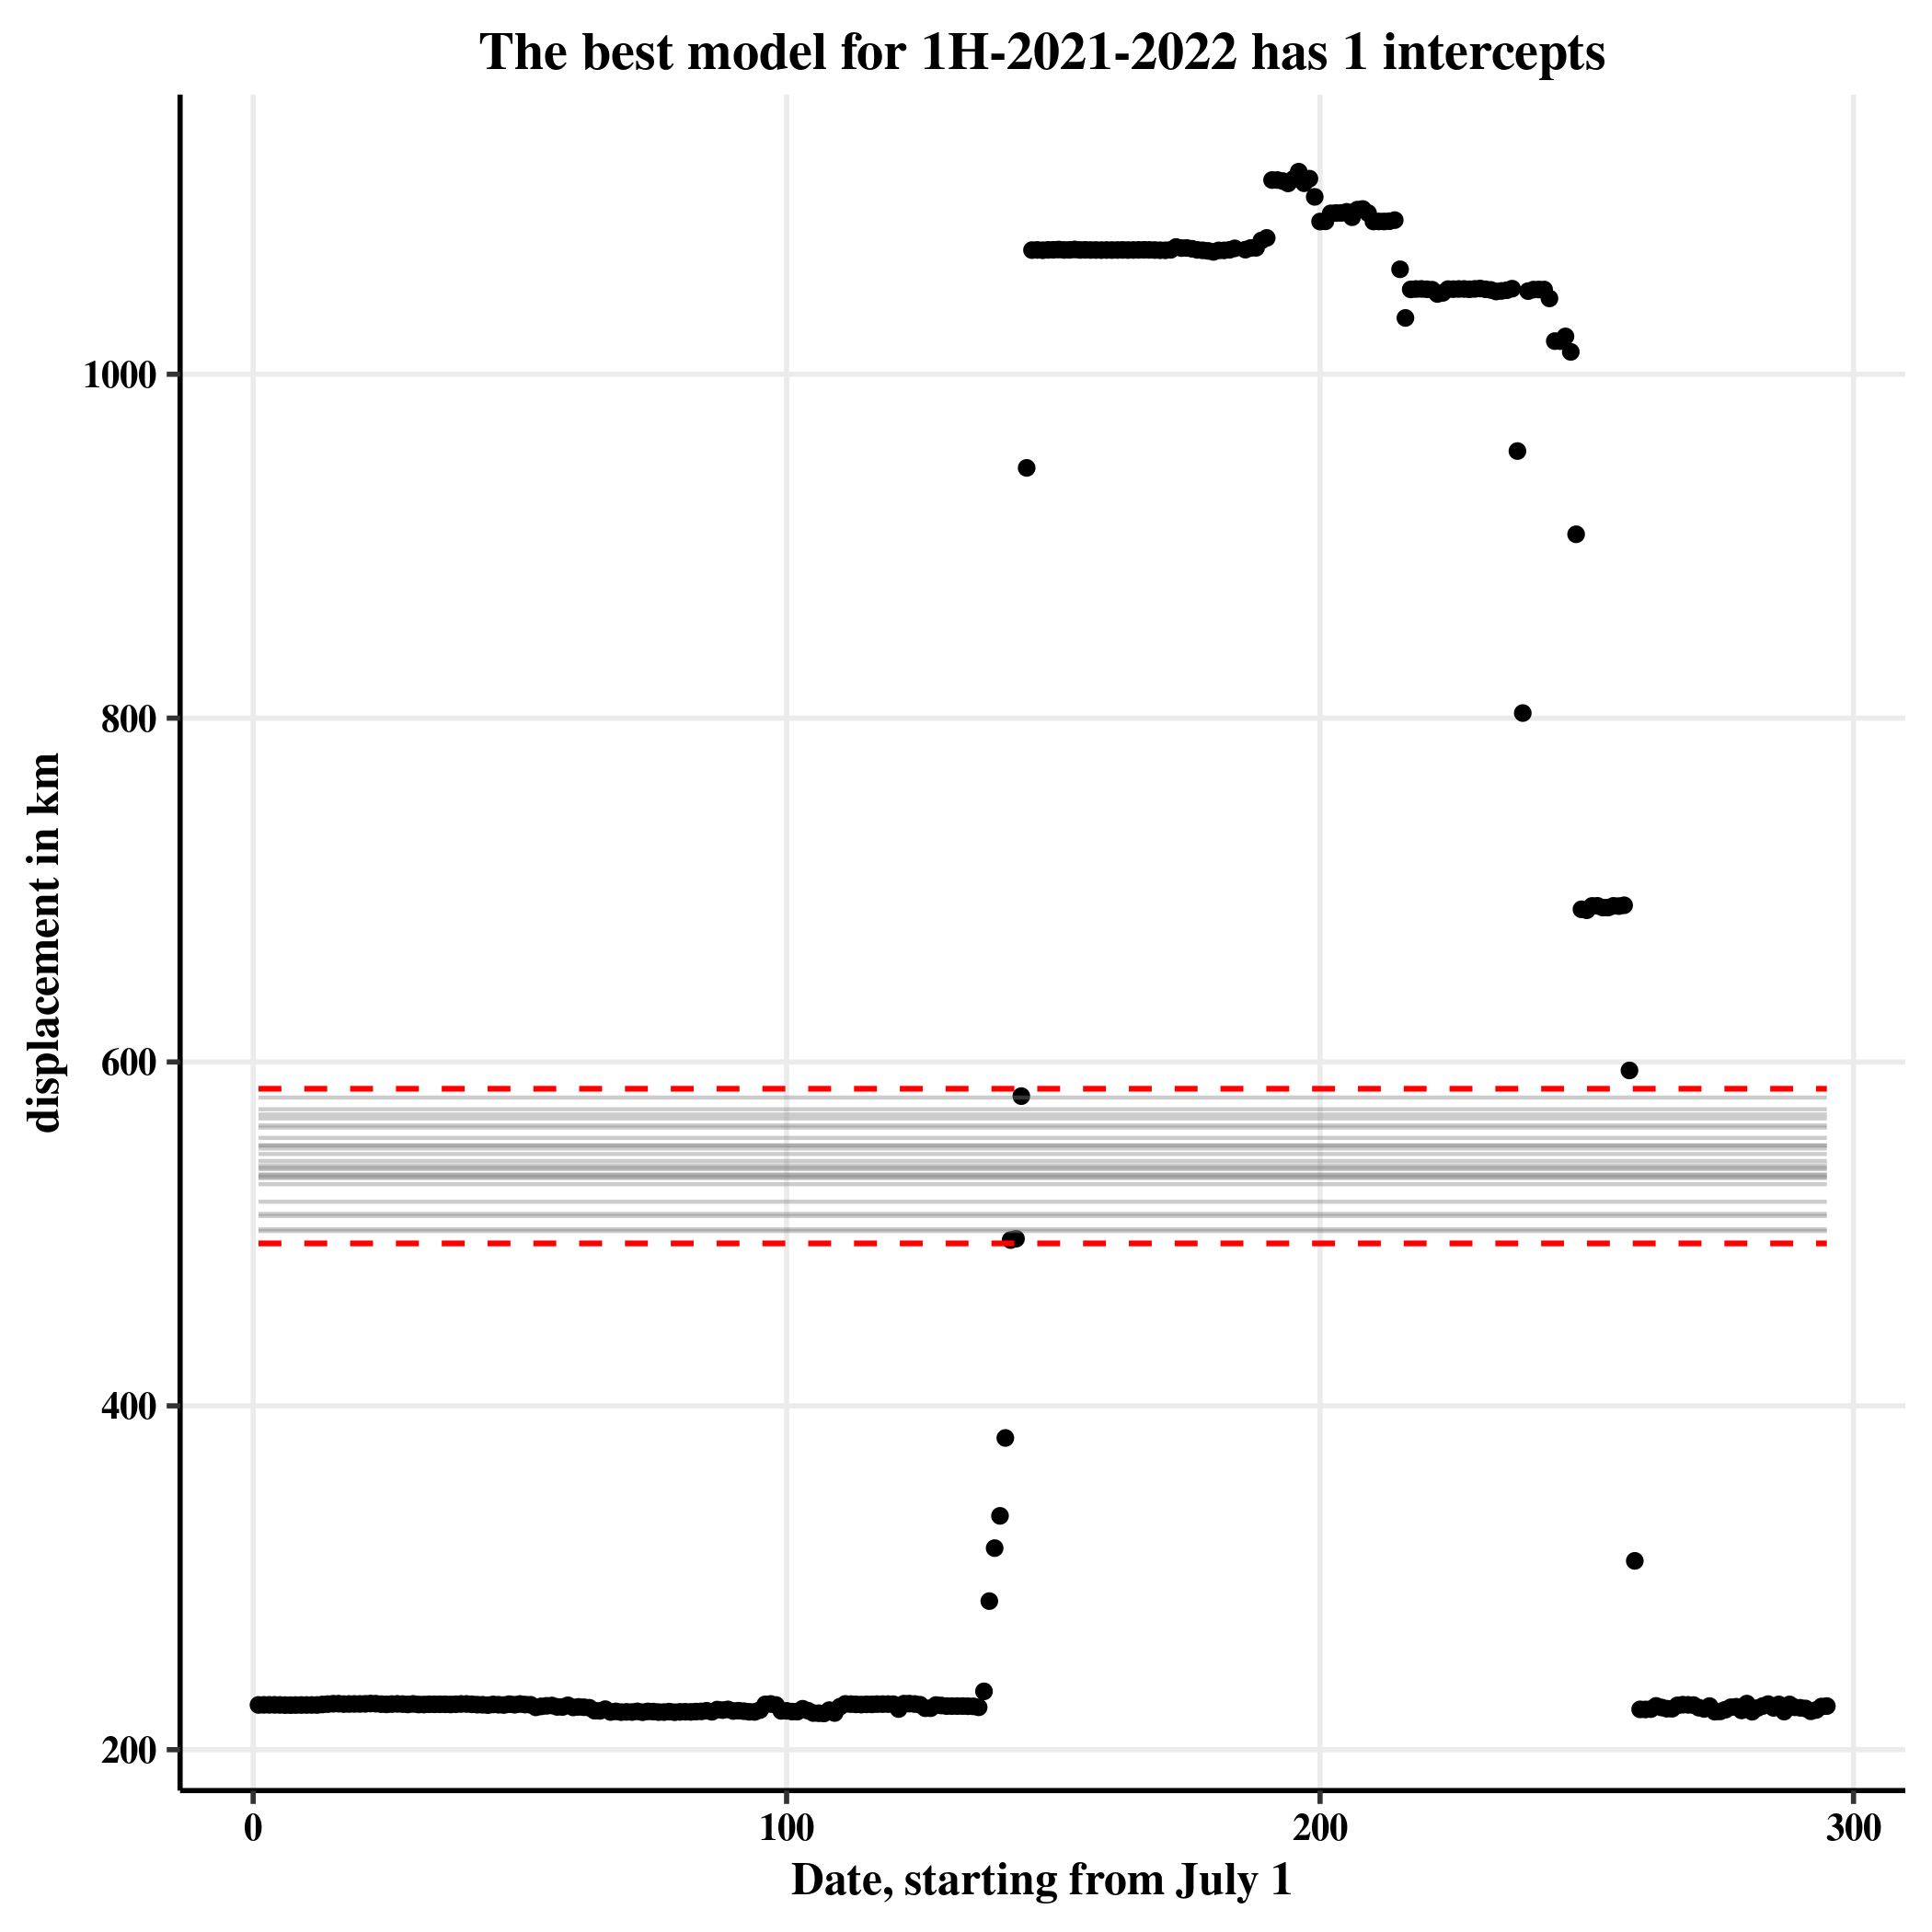 The best model for 1H-2021-2022 has 1 intercepts
displacement in km
1000
800
600
400
200
0 100 200 300
Date, starting from July 1